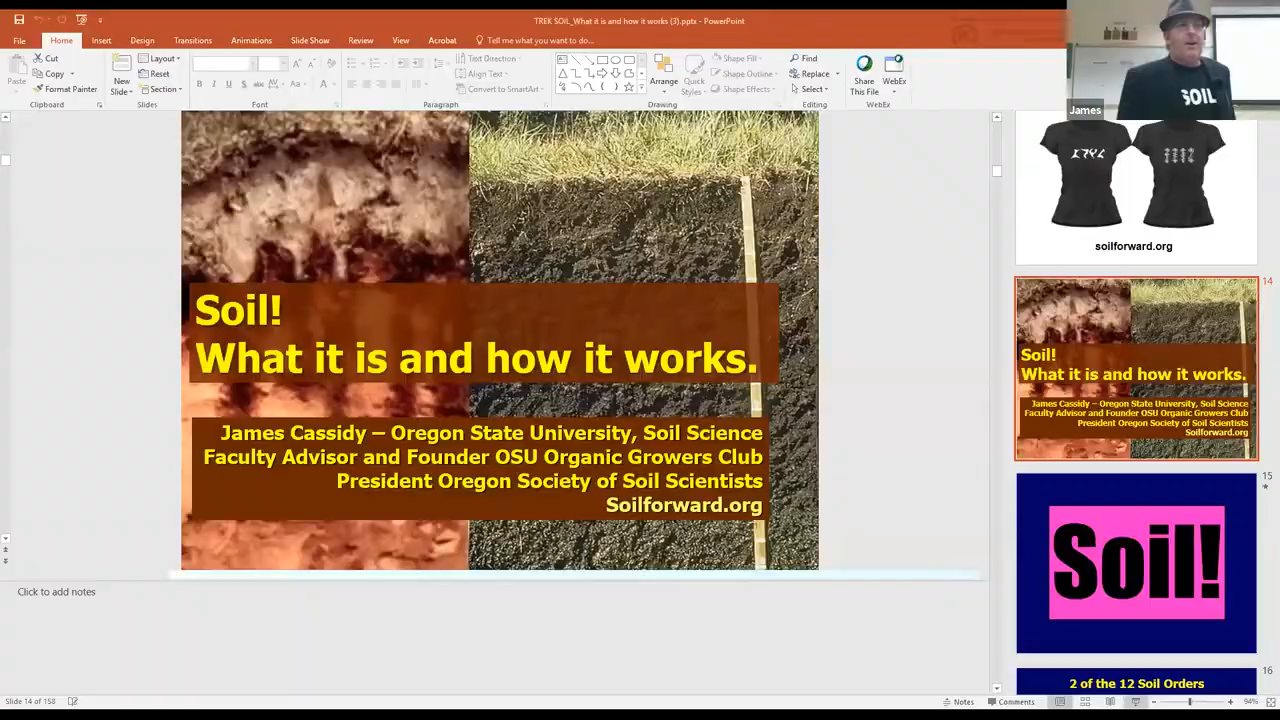 TREK SOIL_What it is and how it works (3).pptx - PowerPoint
File Home Insert Design Transitions Animations Slide Show Review View Acrobat Tell me what you want to do...
Paste
Cut
Copy
Format Painter
Clipboard
New Slide
Layout
Reset
Section
Slides
B I U S abc AV Aa A
Font
Text Direction
Align Text
Convert to SmartArt
Paragraph
Arrange
Quick Styles
Shape Fill
Shape Outline
Shape Effects
Drawing
Find
Replace
Select
Editing
Share This File
WebEx
WebEx
SOIL
James
soilforward.org
Soil!
What it is and how it works.
James Cassidy – Oregon State University, Soil Science
Faculty Advisor and Founder OSU Organic Growers Club
President Oregon Society of Soil Scientists
Soilforward.org
14
Soil!
What it is and how it works.
James Cassidy – Oregon State University, Soil Science
Faculty Advisor and Founder OSU Organic Growers Club
President Oregon Society of Soil Scientists
Soilforward.org
15
Soil!
16
2 of the 12 Soil Orders
Click to add notes
Slide 14 of 158
Notes
Comments
94%